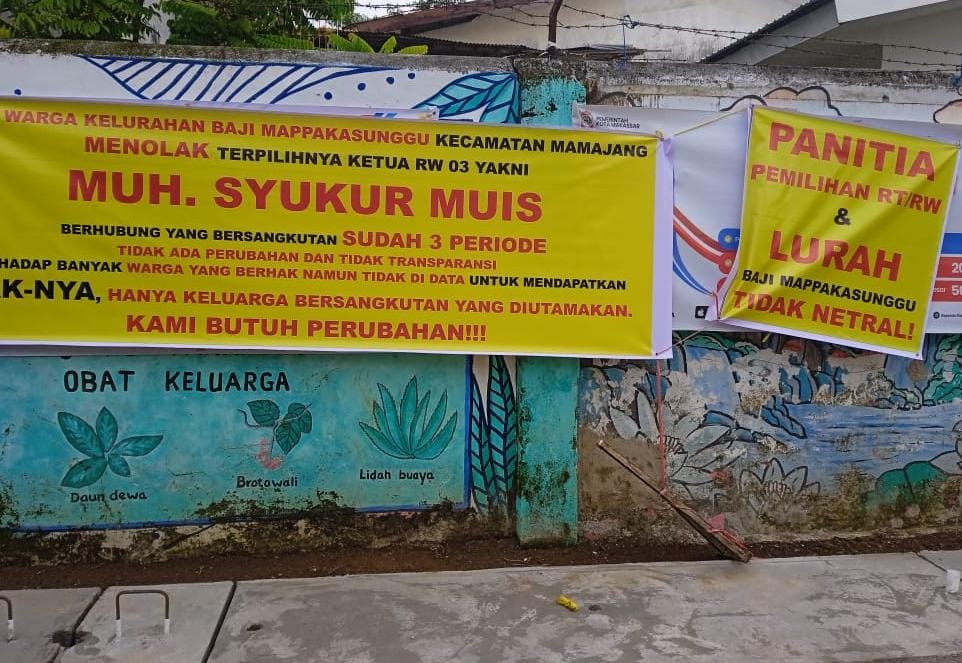 WARGA KELURAHAN BAJI MAPPAKASUNGGU KECAMATAN MAMAJANG
MENOLAK TERPILIHNYA KETUA RW 03 YAKNI
MUH. SYUKUR MUIS
BERHUBUNG YANG BERSANGKUTAN SUDAH 3 PERIODE
TIDAK ADA PERUBAHAN DAN TIDAK TRANSPARANSI
BANYAK WARGA YANG BERHAK NAMUN TIDAK DI DATA UNTUK MENDAPATKAN
HANYA KELUARGA BERSANGKUTAN YANG DIUTAMAKAN.
KAMI BUTUH PERUBAHAN!!!
PEMERINTAH
KOTA MAKASSAR
PANITIA
PEMILIHAN RT/RW
&
LURAH
BAJI MAPPAKASUNGGU
TIDAK NETRAL!
OBAT KELUARGA
Daun dewa
Brotowali
Lidah buaya